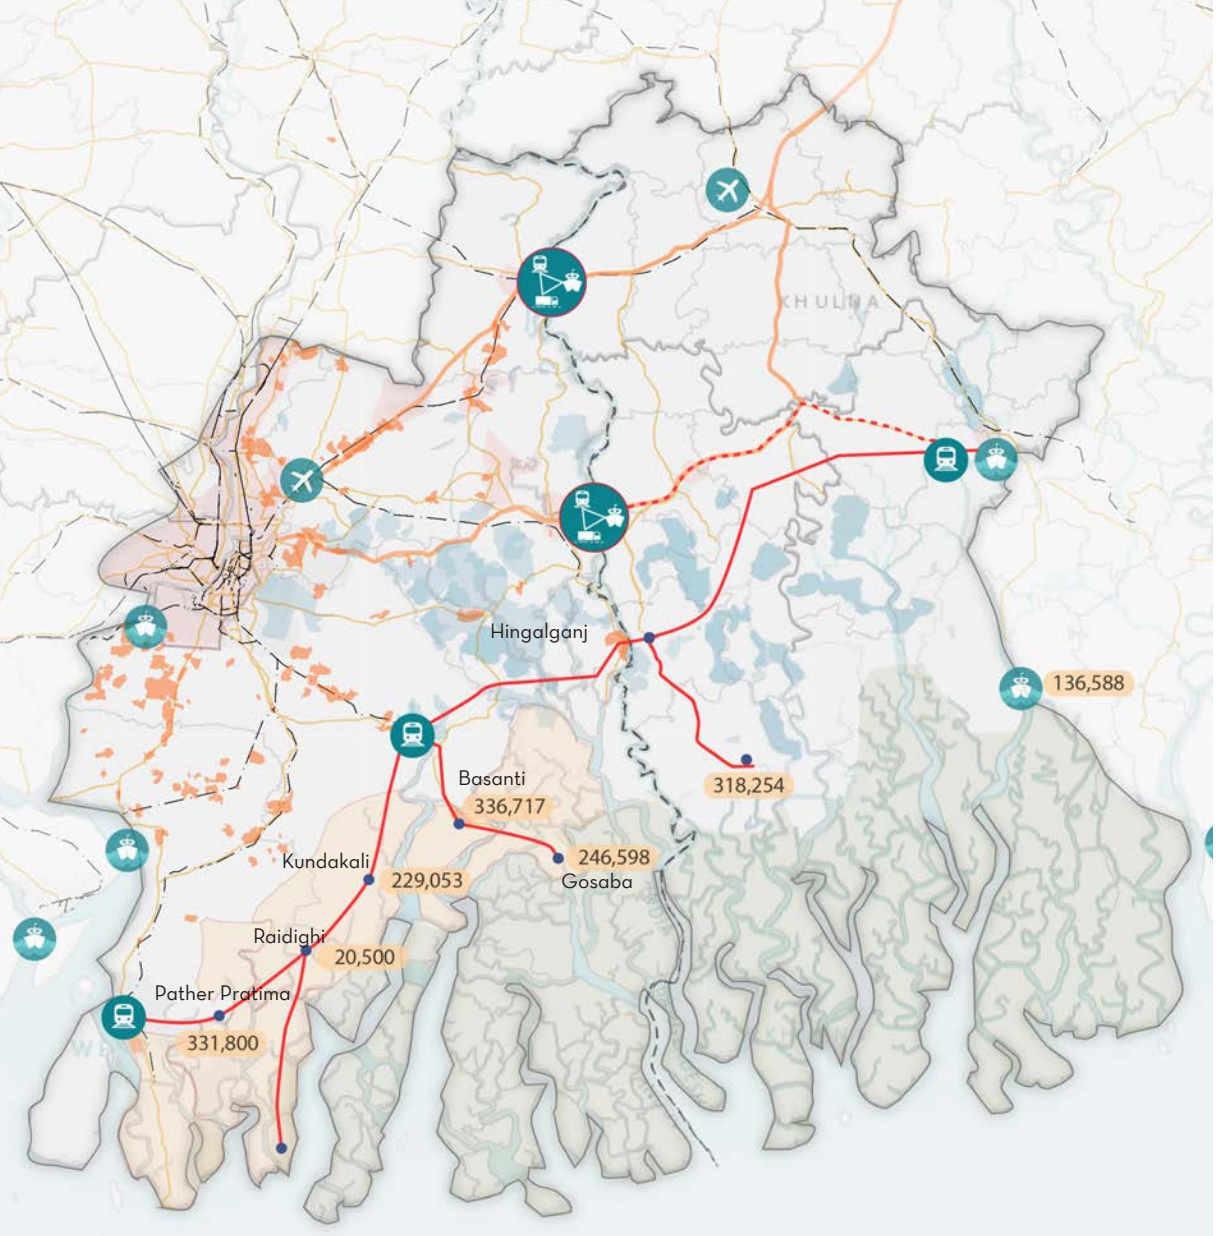 KHULNA
Hingalganj
136,588
318,254
Basanti
336,717
246,598
Gosaba
Kundakali
229,053
Raidighi
20,500
Pather Pratima
331,800